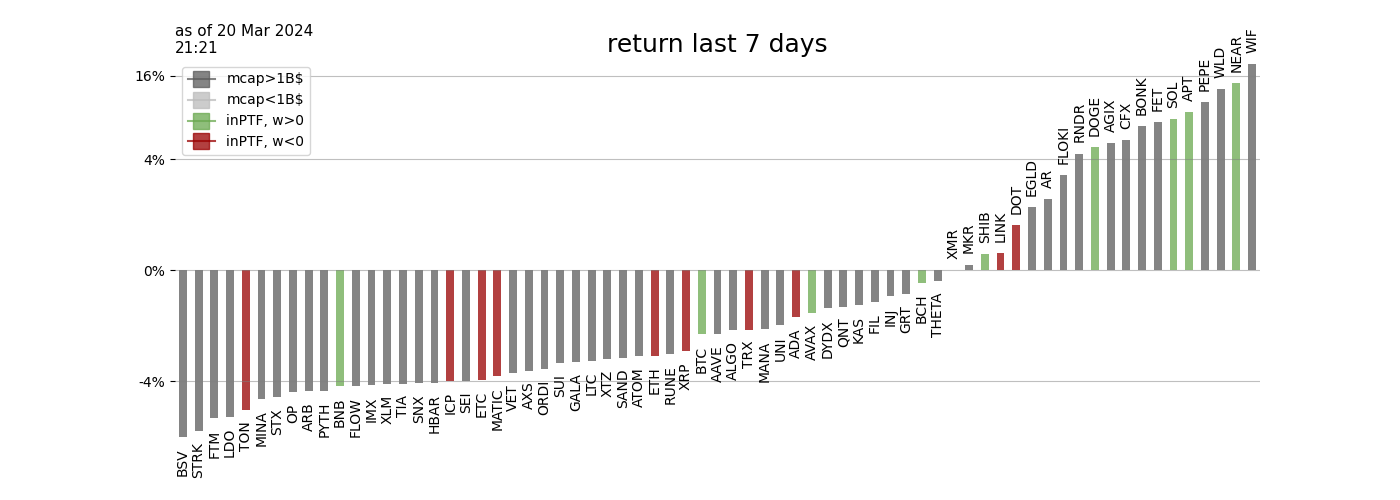 as of 20 Mar 2024
21:21
return last 7 days
mcap>1B$
mcap<1B$
inPTF, w>0
inPTF, w<0
16%
4%
0%
-4%
BSV
STRK
FTM
LDO
TON
MINA
STX
OP
ARB
PYTH
BNB
FLOW
IMX
XLM
TIA
SNX
HBAR
ICP
SEI
ETC
MATIC
VET
AXS
ORDI
SUI
GALA
LTC
XTZ
SAND
ATOM
ETH
RUNE
XRP
BTC
AAVE
ALGO
TRX
MANA
UNI
ADA
AVAX
DYDX
QNT
KAS
FIL
INJ
GRT
BCH
THETA
XMR
MKR
SHIB
LINK
DOT
EGLD
AR
FLOKI
RNDR
DOGE
AGIX
CFX
BONK
FET
SOL
APT
PEPE
WLD
NEAR
WIF